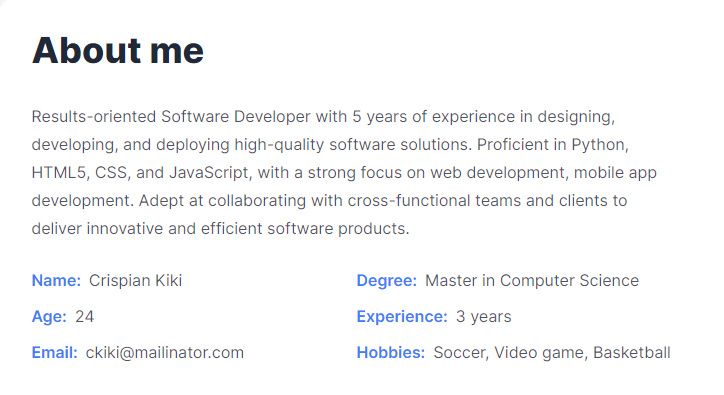 About me
Results-oriented Software Developer with 5 years of experience in designing,
developing, and deploying high-quality software solutions. Proficient in Python,
HTML5, CSS, and JavaScript, with a strong focus on web development, mobile app
development. Adept at collaborating with cross-functional teams and clients to
deliver innovative and efficient software products.
Name: Crispian Kiki
Degree: Master in Computer Science
Age: 24
Experience: 3 years
Email: ckiki@mailinator.com
Hobbies: Soccer, Video game, Basketball